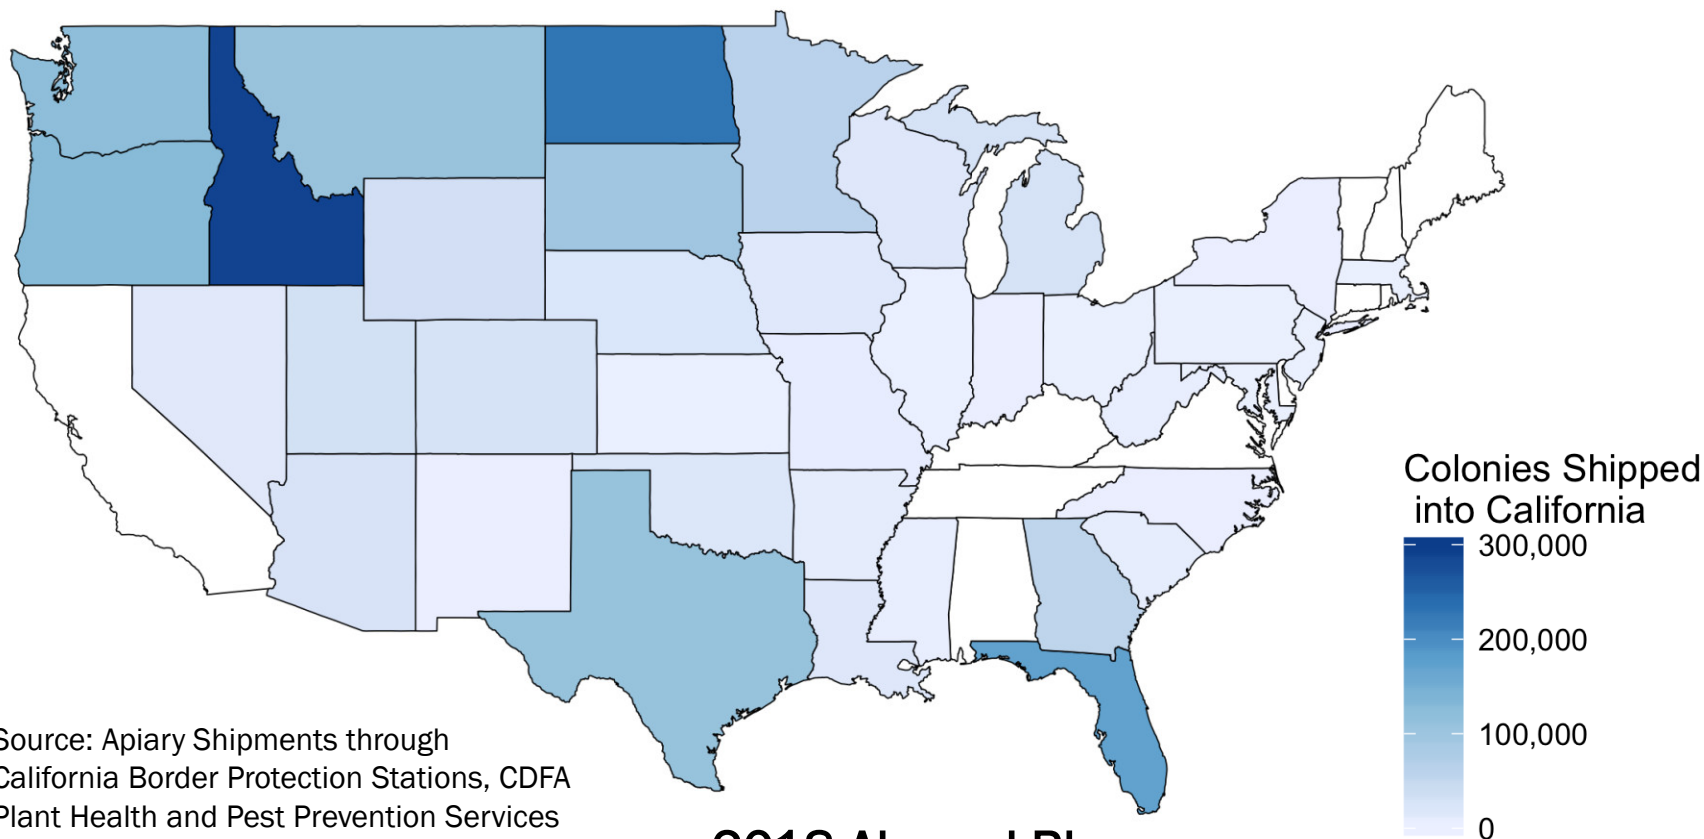 Colonies Shipped
into California
300,000
200,000
100,000
0
Source: Apiary Shipments through
California Border Protection Stations, CDFA
Plant Health and Pest Prevention Services